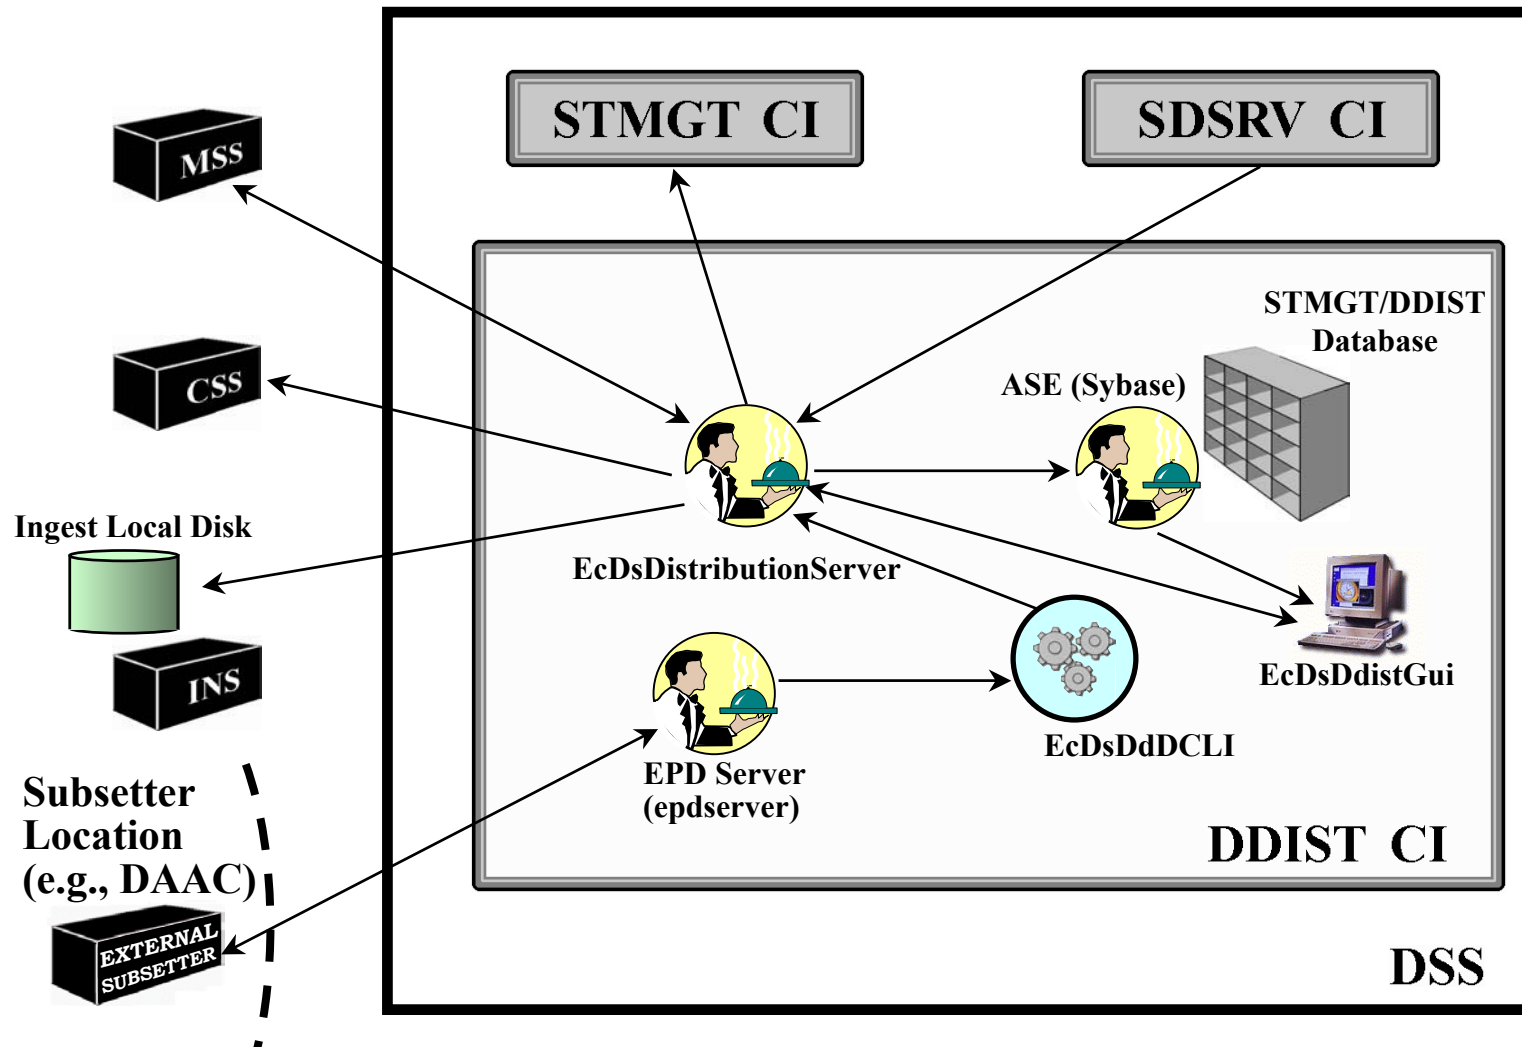 STMGT CI
SDSRV CI
MSS
STMGT/DDIST
Database
CSS
ASE (Sybase)
Ingest Local Disk
EcDsDistributionServer
INS
EcDsDdistGui
EcDsDdDCLI
EPD Server
(epdserver)
Subsetter
Location
(e.g., DAAC)
DDIST CI
EXTERNAL
SUBSETTER
DSS